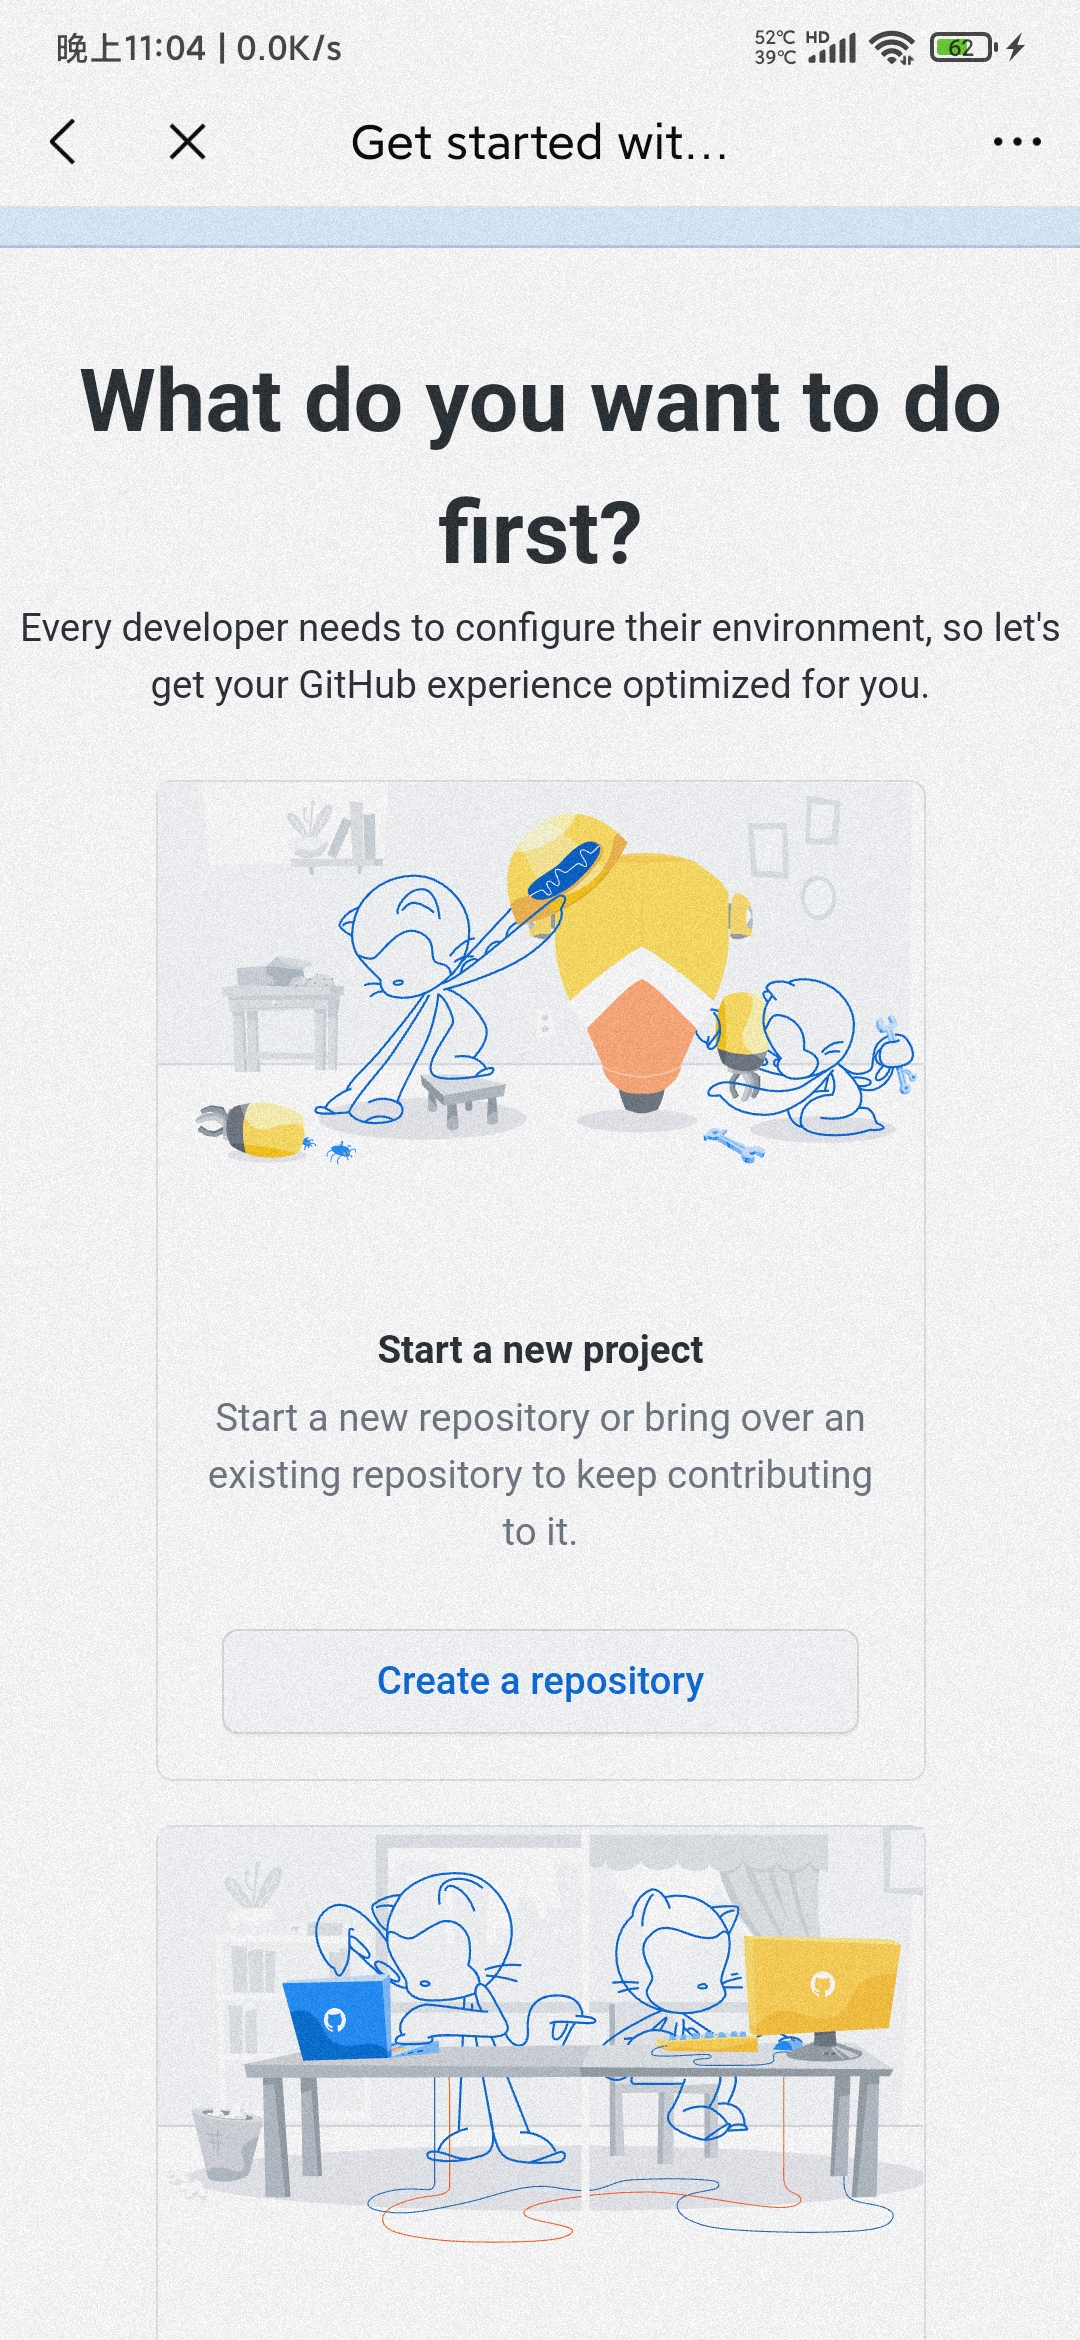 晚上11:04 | 0.0K/s
52℃
39℃
HD
62
Get started wit...
What do you want to do
first?
Every developer needs to configure their environment, so let's
get your GitHub experience optimized for you.
Start a new project
Start a new repository or bring over an
existing repository to keep contributing
to it.
Create a repository